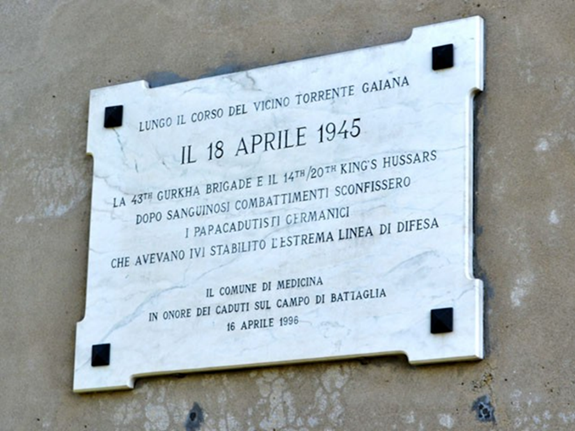 LUNGO IL CORSO DEL VICINO TORRENTE GAIANA
IL 18 APRILE 1945
LA 43TH GURKHA BRIGADE E IL 14TH/20TH KING'S HUSSARS
DOPO SANGUINOSI COMBATTIMENTI SCONFISSERO
I PAPACADUTISTI GERMANICI
CHE AVEVANO IVI STABILITO L'ESTREMA LINEA DI DIFESA
IL COMUNE DI MEDICINA
IN ONORE DEI CADUTI SUL CAMPO DI BATTAGLIA
16 APRILE 1996